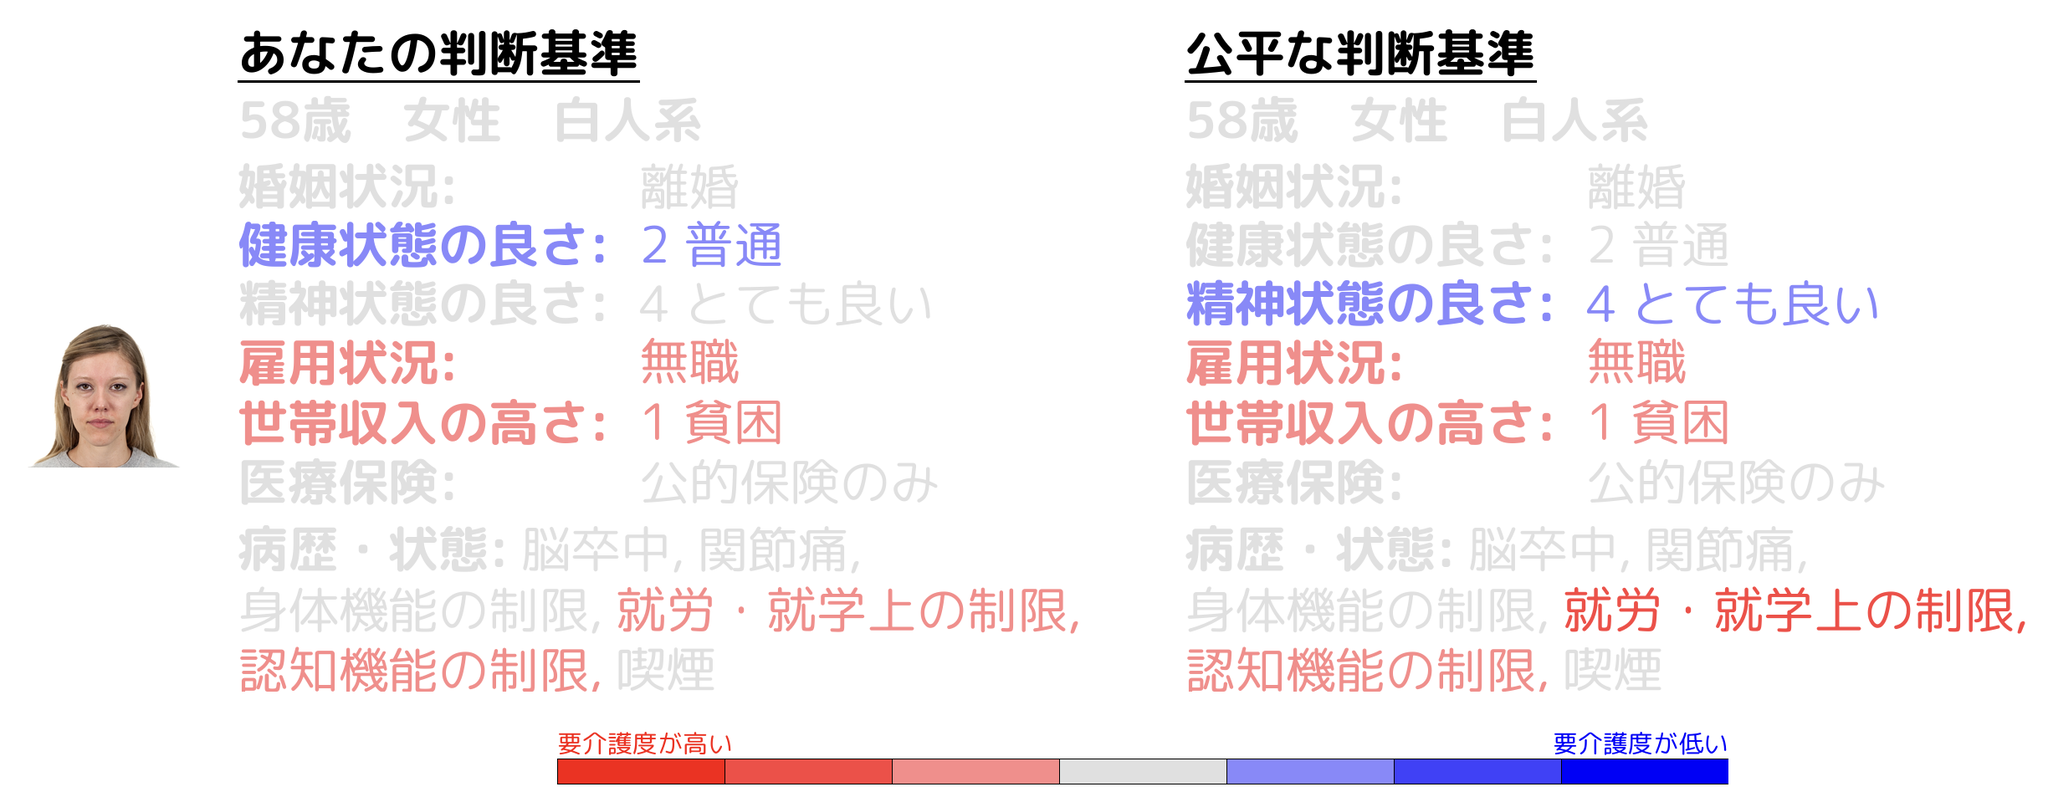 あなたの判断基準
58歳 女性 白人系
婚姻状況: 離婚
健康状態の良さ: 2 普通
精神状態の良さ: 4 とても良い
雇用状況: 無職
世帯収入の高さ: 1 貧困
医療保険: 公的保険のみ
病歴・状態: 脳卒中, 関節痛,
身体機能の制限, 就労・就学上の制限,
認知機能の制限, 喫煙
公平な判断基準
58歳 女性 白人系
婚姻状況: 離婚
健康状態の良さ: 2 普通
精神状態の良さ: 4 とても良い
雇用状況: 無職
世帯収入の高さ: 1 貧困
医療保険: 公的保険のみ
病歴・状態: 脳卒中, 関節痛,
身体機能の制限, 就労・就学上の制限,
認知機能の制限, 喫煙
要介護度が高い
要介護度が低い